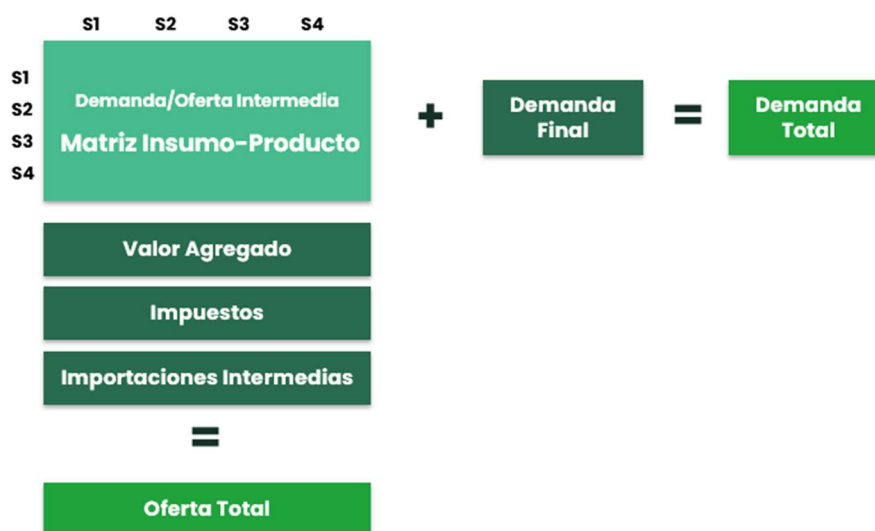 S1 S2 S3 S4
S1
S2
S3
S4
Demanda/Oferta Intermedia
Matriz Insumo-Producto
+
Demanda
Final
=
Demanda
Total
Valor Agregado
Impuestos
Importaciones Intermedias
=
Oferta Total